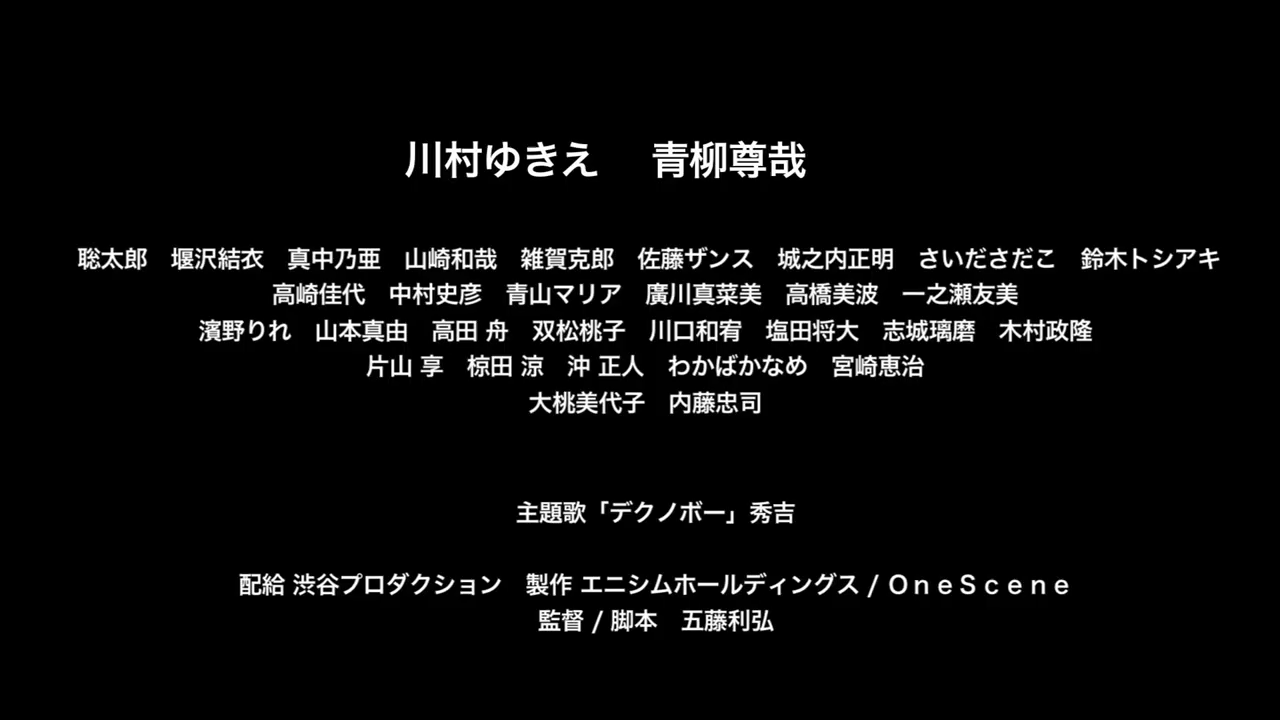 川村ゆきえ　青柳尊哉
聡太郎　堰沢結衣　真中乃亜　山崎和哉　雑賀克郎　佐藤ザンス　城之内正明　さいださだこ　鈴木トシアキ
高崎佳代　中村史彦　青山マリア　廣川真菜美　高橋美波　一之瀬友美
濱野りれ　山本真由　高田 舟　双松桃子　川口和宥　塩田将大　志城璃磨　木村政隆
片山 享　椋田 涼　沖 正人　わかばかなめ　宮崎恵治
大桃美代子　内藤忠司
主題歌「デクノボー」秀吉
配給 渋谷プロダクション　製作 エニシムホールディングス / ＯｎｅＳｃｅｎｅ
監督 / 脚本　五藤利弘